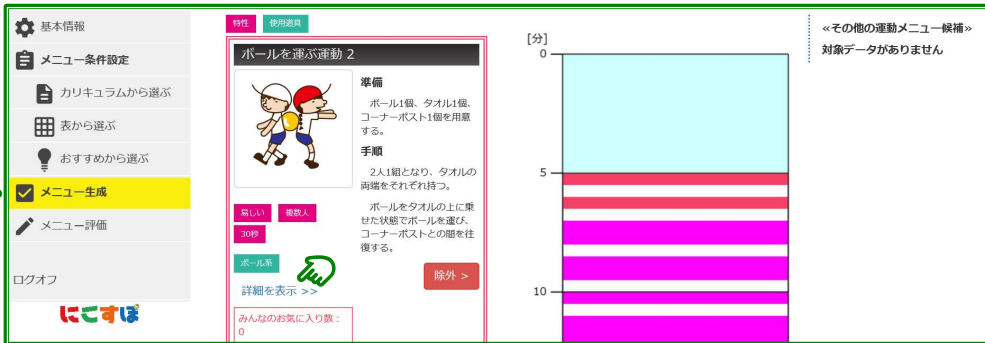 基本情報
メニュー条件設定
カリキュラムから選ぶ
表から選ぶ
おすすめから選ぶ
メニュー生成
メニュー評価
ログオフ
にこすぽ
特性 使用道具
ボールを運ぶ運動 2
準備
ボール1個、タオル1個、
コーナーポスト1個を用意
する。
手順
2人1組となり、タオルの
両端をそれぞれ持つ。
ボールをタオルの上に乗
せた状態でボールを運び、
コーナーポストとの間を往
復する。
易しい 複数人
30秒
ボール系
詳細を表示 >>
除外 >
みんなのお気に入り数：
0
[分]
0
5
10
«その他の運動メニュー候補»
対象データがありません